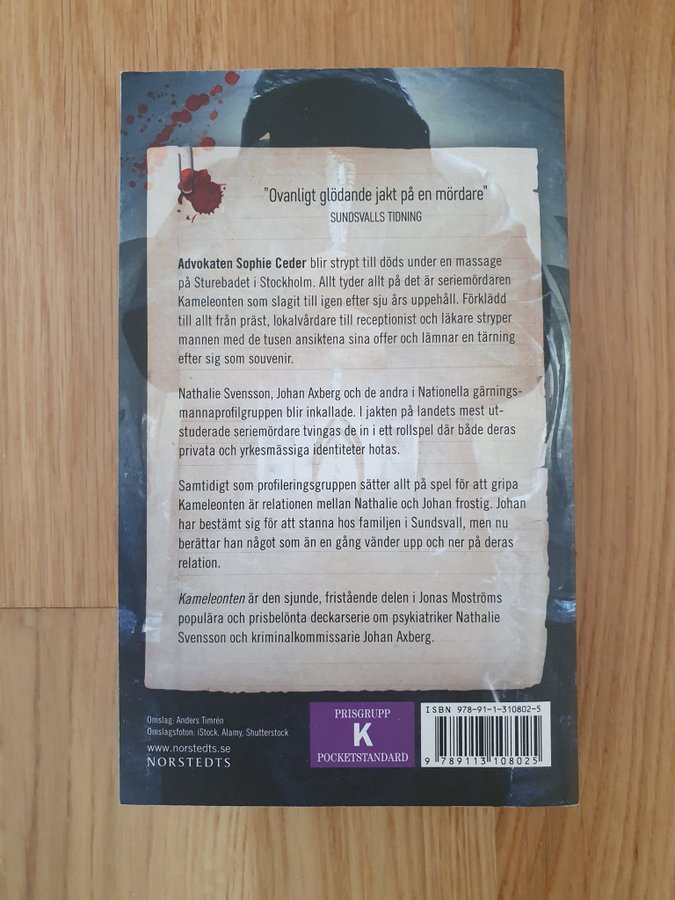 "Ovanligt glödande jakt på en mördare"
SUNDSVALLS TIDNING
Advokaten Sophie Ceder blir strypt till döds under en massage
på Sturebadet i Stockholm. Allt tyder allt på det är seriemördaren
Kameleonten som slagit till igen efter sju års uppehåll. Förklädd
till allt från präst, lokalvårdare till receptionist och läkare stryper
mannen med de tusen ansiktena sina offer och lämnar en tärning
efter sig som souvenir.
Nathalie Svensson, Johan Axberg och de andra i Nationella gärnings-
mannaprofilgruppen blir inkallade. I jakten på landets mest ut-
studerade seriemördare tvingas de in i ett rollspel där både deras
privata och yrkesmässiga identiteter hotas.
Samtidigt som profileringsgruppen sätter allt på spel för att gripa
Kameleonten är relationen mellan Nathalie och Johan frostig. Johan
har bestämt sig för att stanna hos familjen i Sundsvall, men nu
berättar han något som än en gång vänder upp och ner på deras
relation.
Kameleonten är den sjunde, fristående delen i Jonas Moströms
populära och prisbelönta deckarserie om psykiatriker Nathalie
Svensson och kriminalkommissarie Johan Axberg.
Omslag: Anders Timrén
Omslagsfoton: iStock, Alamy, Shutterstock
www.norstedts.se
NORSTEDTS
PRISGRUPP
K
POCKETSTANDARD
ISBN 978-91-1-310802-5
9 789113 108025